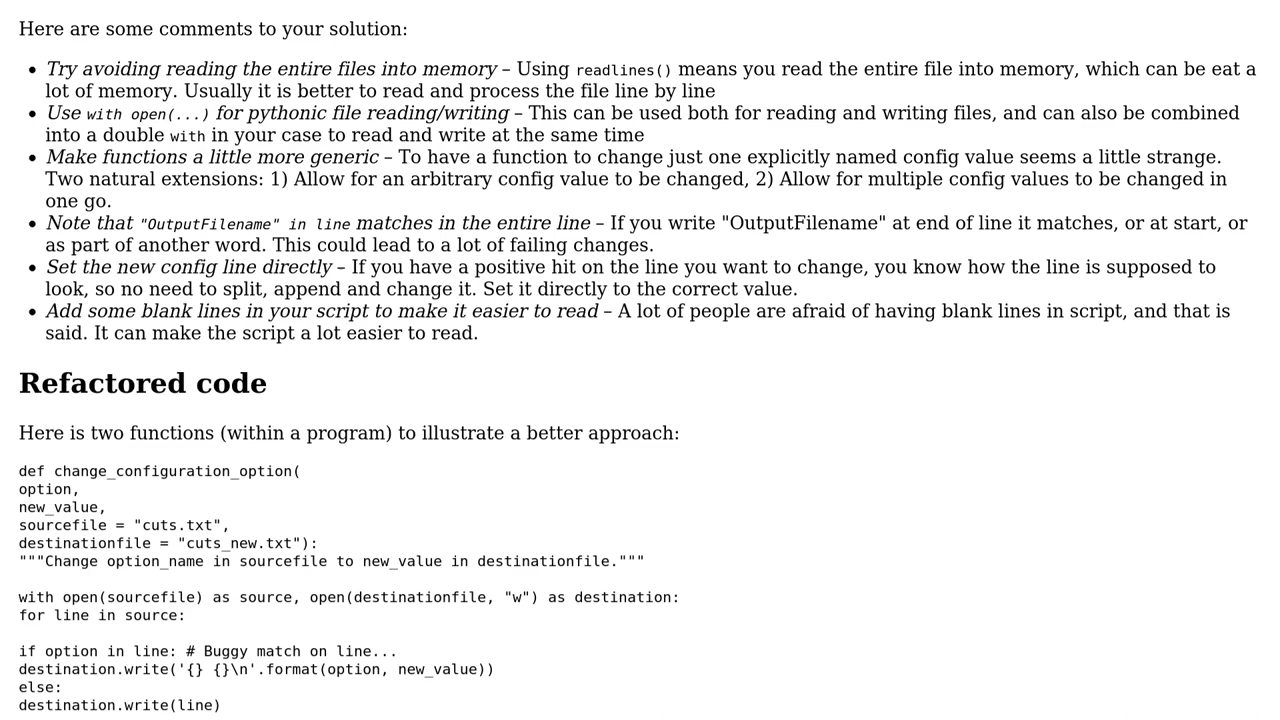 Here are some comments to your solution:
• Try avoiding reading the entire files into memory – Using readlines() means you read the entire file into memory, which can be eat a
lot of memory. Usually it is better to read and process the file line by line
• Use with open(...) for pythonic file reading/writing – This can be used both for reading and writing files, and can also be combined
into a double with in your case to read and write at the same time
• Make functions a little more generic – To have a function to change just one explicitly named config value seems a little strange.
Two natural extensions: 1) Allow for an arbitrary config value to be changed, 2) Allow for multiple config values to be changed in
one go.
• Note that "OutputFilename" in line matches in the entire line – If you write "OutputFilename" at end of line it matches, or at start, or
as part of another word. This could lead to a lot of failing changes.
• Set the new config line directly – If you have a positive hit on the line you want to change, you know how the line is supposed to
look, so no need to split, append and change it. Set it directly to the correct value.
• Add some blank lines in your script to make it easier to read – A lot of people are afraid of having blank lines in script, and that is
said. It can make the script a lot easier to read.
Refactored code
Here is two functions (within a program) to illustrate a better approach:
def change_configuration_option(
option,
new_value,
sourcefile = "cuts.txt",
destinationfile = "cuts_new.txt"):
"""Change option_name in sourcefile to new_value in destinationfile."""
with open(sourcefile) as source, open(destinationfile, "w") as destination:
for line in source:
if option in line: # Buggy match on line...
destination.write('{} {}\n'.format(option, new_value))
else:
destination.write(line)